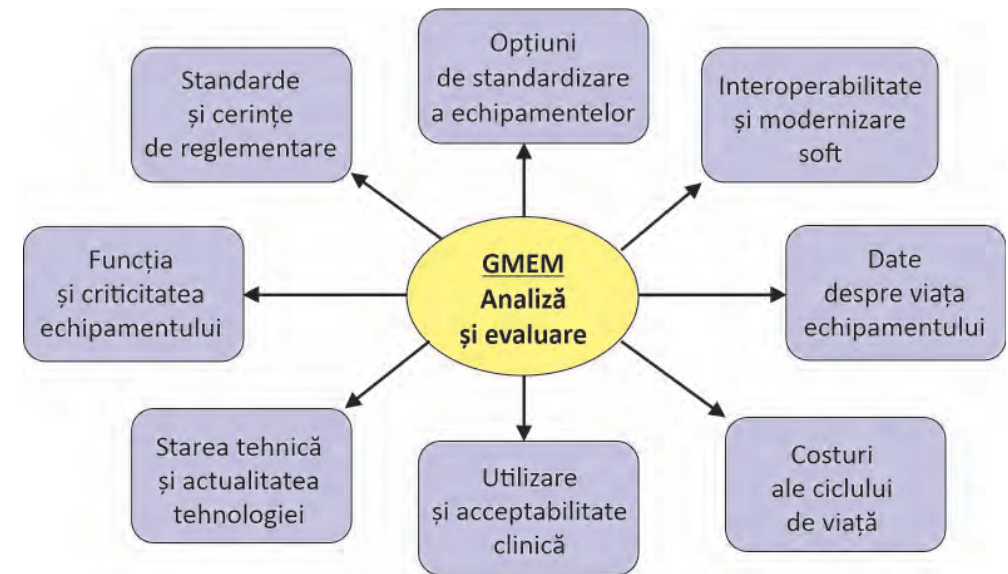 Opțiuni
de standardizare
a echipamentelor
Standarde
și cerințe
de reglementare
Interoperabilitate
și modernizare
soft
Funcția
și criticitatea
echipamentului
GMEM
Analiză
și evaluare
Date
despre viața
echipamentului
Starea tehnică
și actualitatea
tehnologiei
Utilizare
și acceptabilitate
clinică
Costuri
ale ciclului
de viață